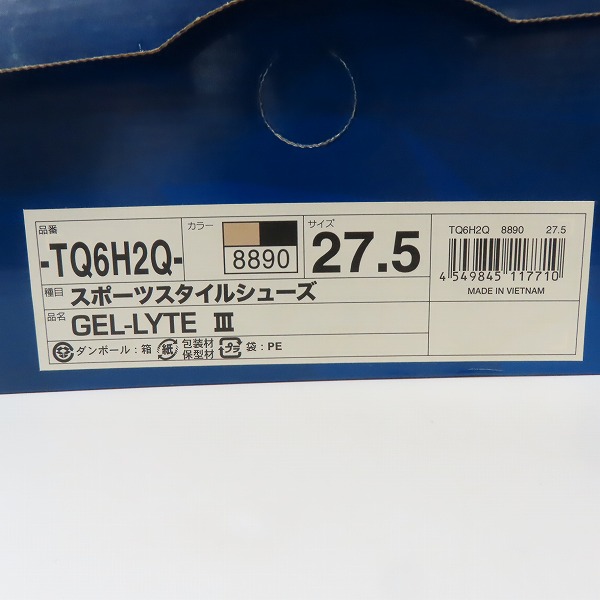 品番
-TQ6H2Q-
カラー
8890
サイズ
27.5
TQ6H2Q 8890 27.5
4 549845 117710
MADE IN VIETNAM
種目 スポーツスタイルシューズ
品名 GEL-LYTE Ⅲ
ダンボール：箱 紙 包装材 保型材 プラ 袋：PE